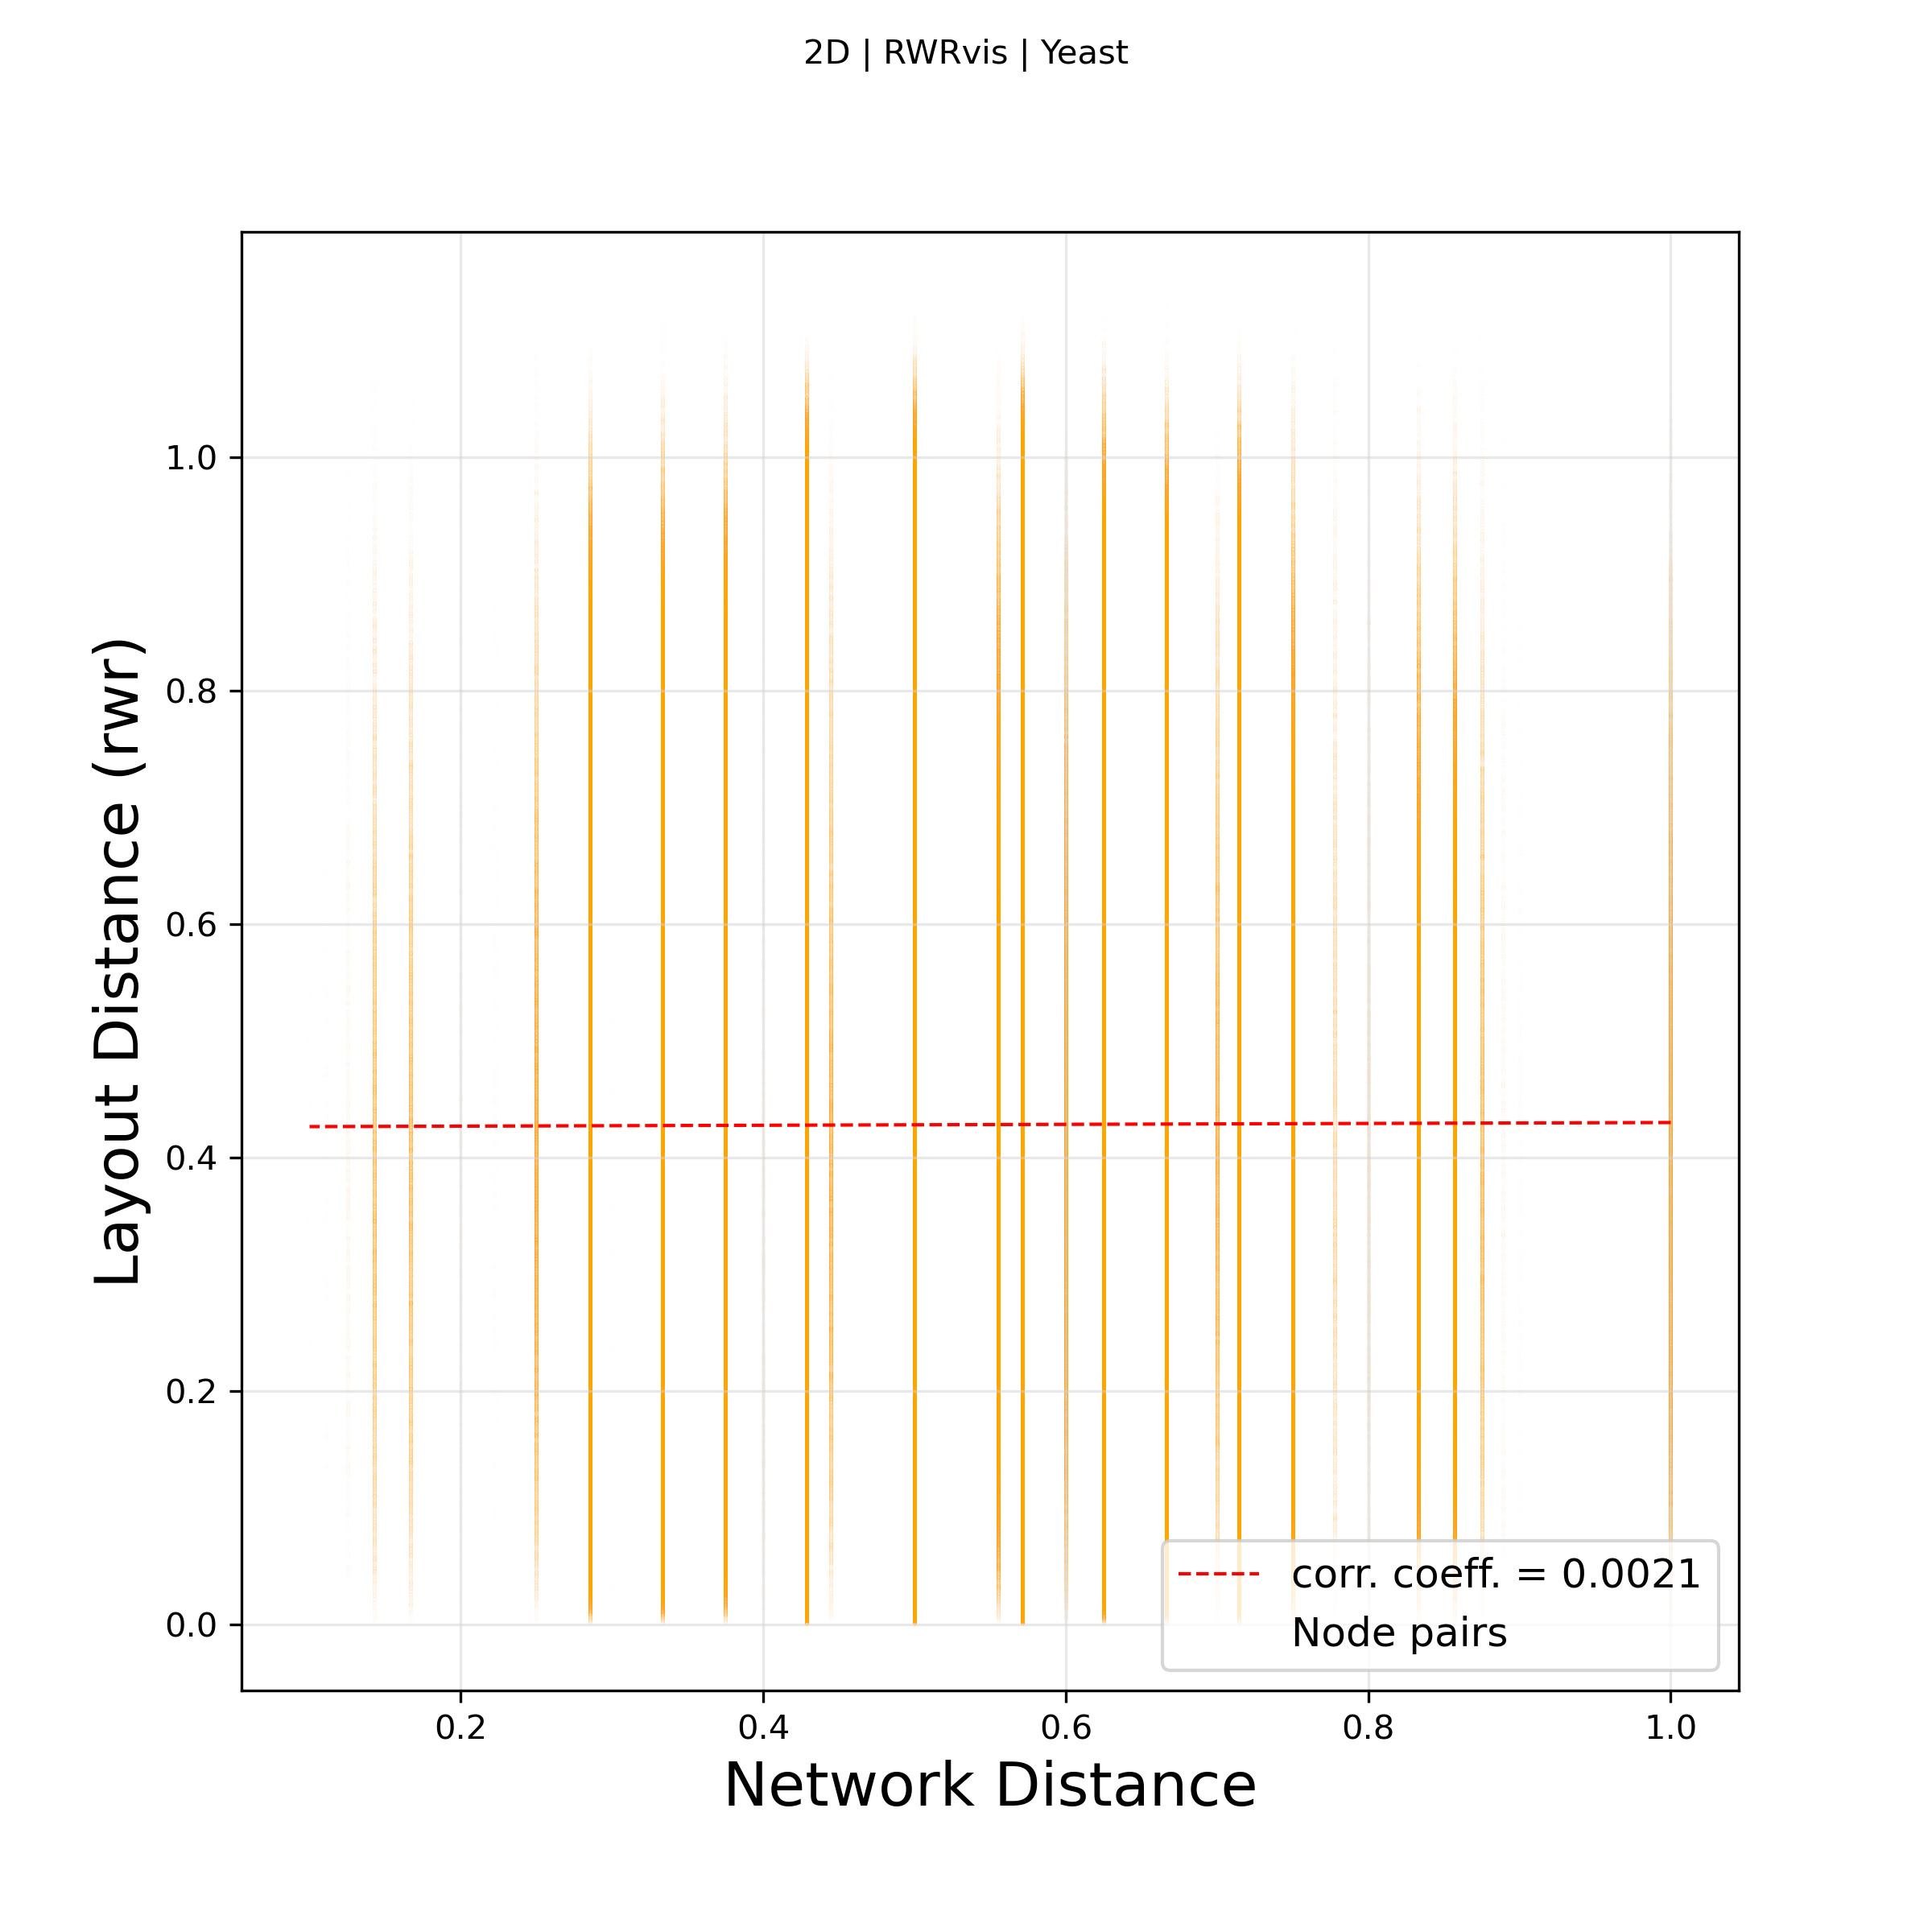 2D | RWRvis | Yeast
Layout Distance (rwr)
1.0
0.8
0.6
0.4
0.2
0.0
corr. coeff. = 0.0021
Node pairs
0.2 0.4 0.6 0.8 1.0
Network Distance